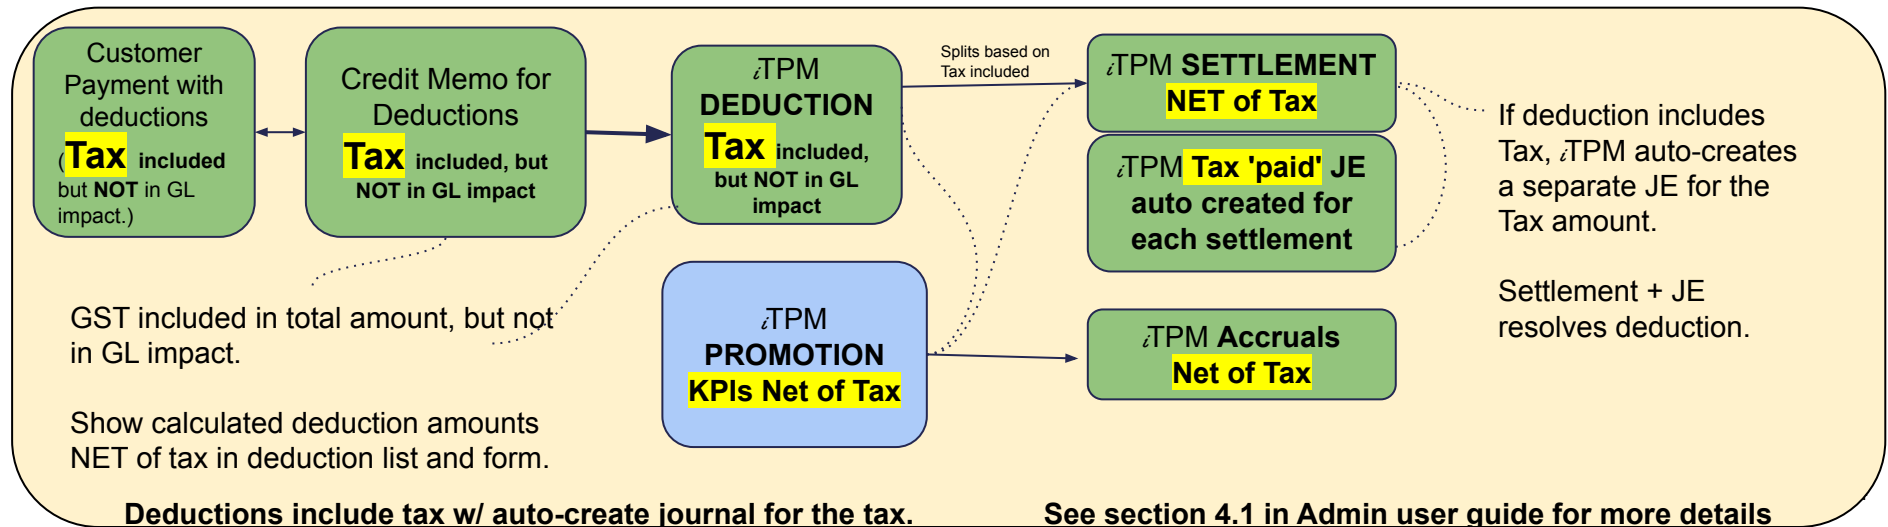 Customer
Payment with
deductions
(Tax included
but NOT in GL
impact.)
Credit Memo for
Deductions
Tax included, but
NOT in GL impact
iTPM
DEDUCTION
Tax included,
but NOT in GL
impact
Splits based on
Tax included
iTPM SETTLEMENT
NET of Tax
iTPM Tax 'paid' JE
auto created for
each settlement
If deduction includes
Tax, iTPM auto-creates
a separate JE for the
Tax amount.
Settlement + JE
resolves deduction.
GST included in total amount, but not
in GL impact.
Show calculated deduction amounts
NET of tax in deduction list and form.
iTPM
PROMOTION
KPIs Net of Tax
iTPM Accruals
Net of Tax
Deductions include tax w/ auto-create journal for the tax.
See section 4.1 in Admin user guide for more details